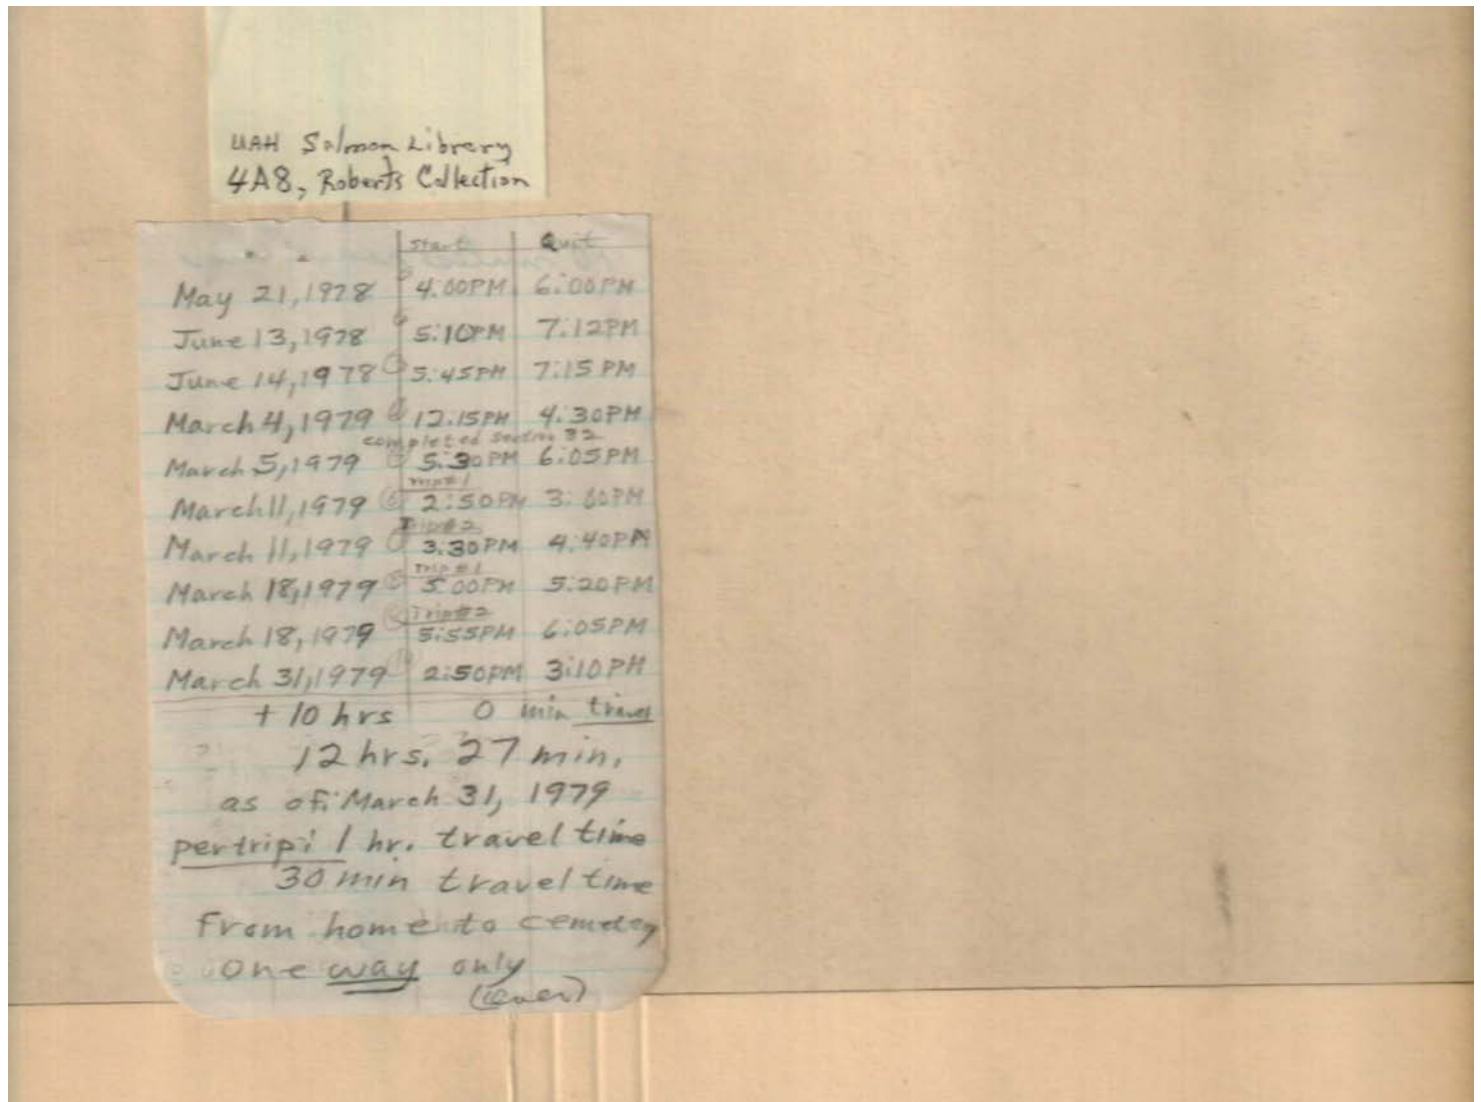 UAH Salmon Library
4A8, Roberts Collection
Start Quit
May 21, 1978 4:00PM 6:00PM
June 13, 1978 5:10PM 7:12PM
June 14, 1978 5:45PM 7:15PM
March 4, 1979 12:15PM 4:30PM
completed section 32
March 5, 1979 5:30PM 6:05PM
Trip #1
March 11, 1979 2:50PM 3:00PM
Trip #2
March 11, 1979 3:30PM 4:40PM
Trip #1
March 18, 1979 5:00PM 5:20PM
Trip #2
March 18, 1979 5:55PM 6:05PM
March 31, 1979 2:50PM 3:10PM
+ 10 hrs 0 min travel
12 hrs. 27 min.
as of: March 31, 1979
per trip: 1 hr. travel time
30 min travel time
from home to cemetery
one way only
(over)